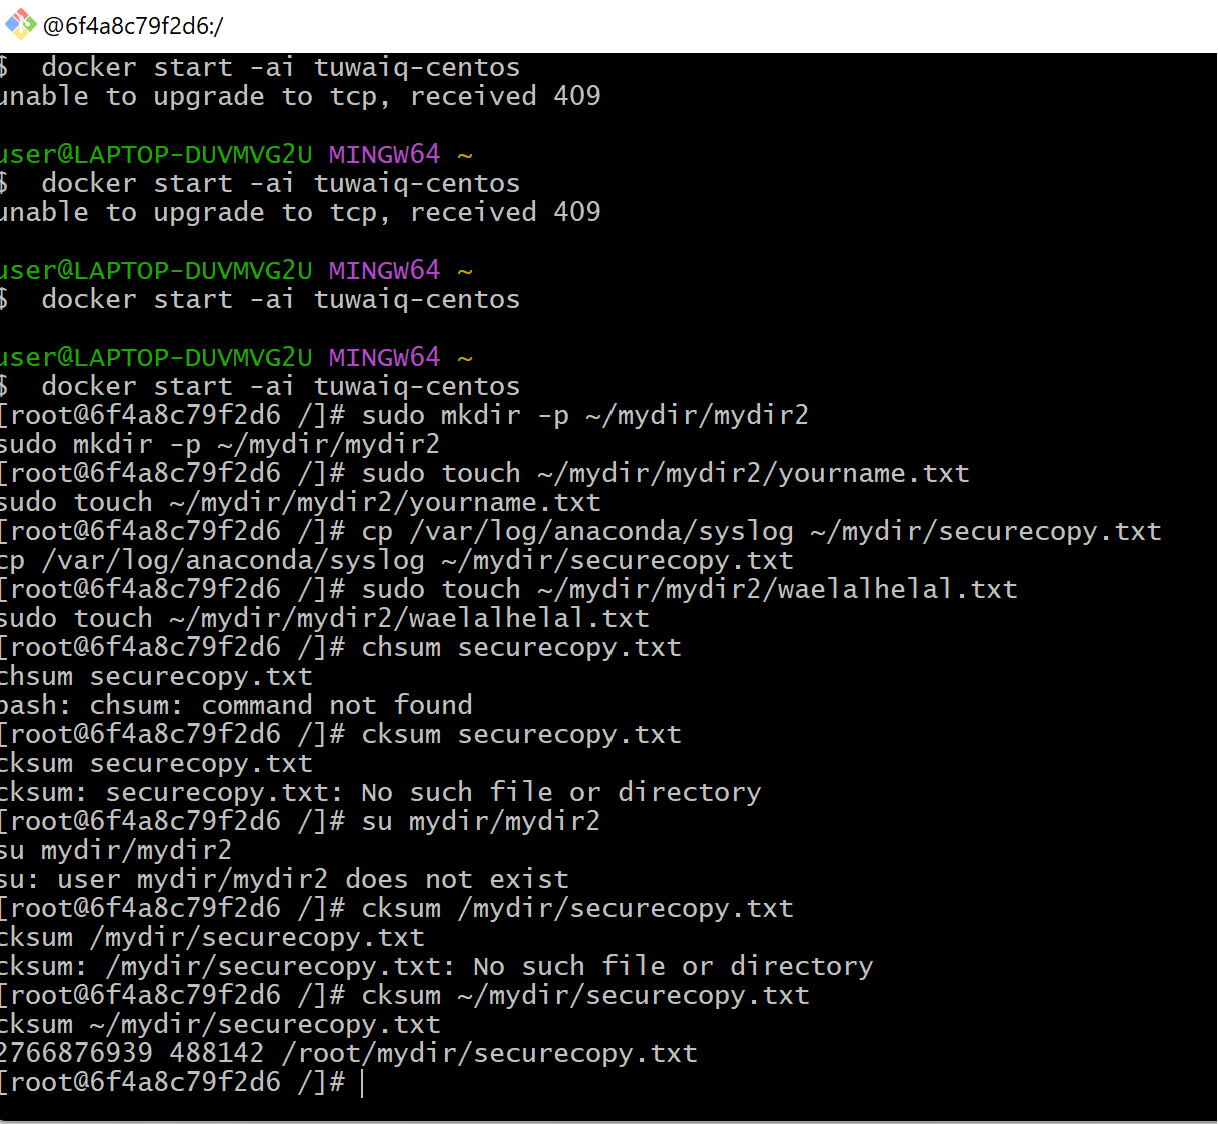 @6f4a8c79f2d6:/
$  docker start -ai tuwaiq-centos
unable to upgrade to tcp, received 409
user@LAPTOP-DUVMVG2U MINGW64 ~
$  docker start -ai tuwaiq-centos
unable to upgrade to tcp, received 409
user@LAPTOP-DUVMVG2U MINGW64 ~
$  docker start -ai tuwaiq-centos
user@LAPTOP-DUVMVG2U MINGW64 ~
$  docker start -ai tuwaiq-centos
[root@6f4a8c79f2d6 /]# sudo mkdir -p ~/mydir/mydir2
sudo mkdir -p ~/mydir/mydir2
[root@6f4a8c79f2d6 /]# sudo touch ~/mydir/mydir2/yourname.txt
sudo touch ~/mydir/mydir2/yourname.txt
[root@6f4a8c79f2d6 /]# cp /var/log/anaconda/syslog ~/mydir/securecopy.txt
cp /var/log/anaconda/syslog ~/mydir/securecopy.txt
[root@6f4a8c79f2d6 /]# sudo touch ~/mydir/mydir2/waelalhelal.txt
sudo touch ~/mydir/mydir2/waelalhelal.txt
[root@6f4a8c79f2d6 /]# chsum securecopy.txt
chsum securecopy.txt
bash: chsum: command not found
[root@6f4a8c79f2d6 /]# cksum securecopy.txt
cksum securecopy.txt
cksum: securecopy.txt: No such file or directory
[root@6f4a8c79f2d6 /]# su mydir/mydir2
su mydir/mydir2
su: user mydir/mydir2 does not exist
[root@6f4a8c79f2d6 /]# cksum /mydir/securecopy.txt
cksum /mydir/securecopy.txt
cksum: /mydir/securecopy.txt: No such file or directory
[root@6f4a8c79f2d6 /]# cksum ~/mydir/securecopy.txt
cksum ~/mydir/securecopy.txt
2766876939 488142 /root/mydir/securecopy.txt
[root@6f4a8c79f2d6 /]#